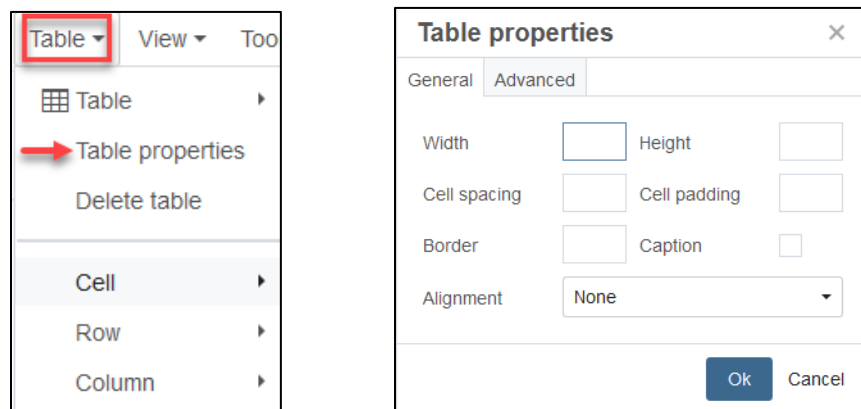 Table View Too
Table
Table properties
Delete table
Cell
Row
Column
Table properties
General Advanced
Width Height
Cell spacing Cell padding
Border Caption
Alignment None
Ok Cancel